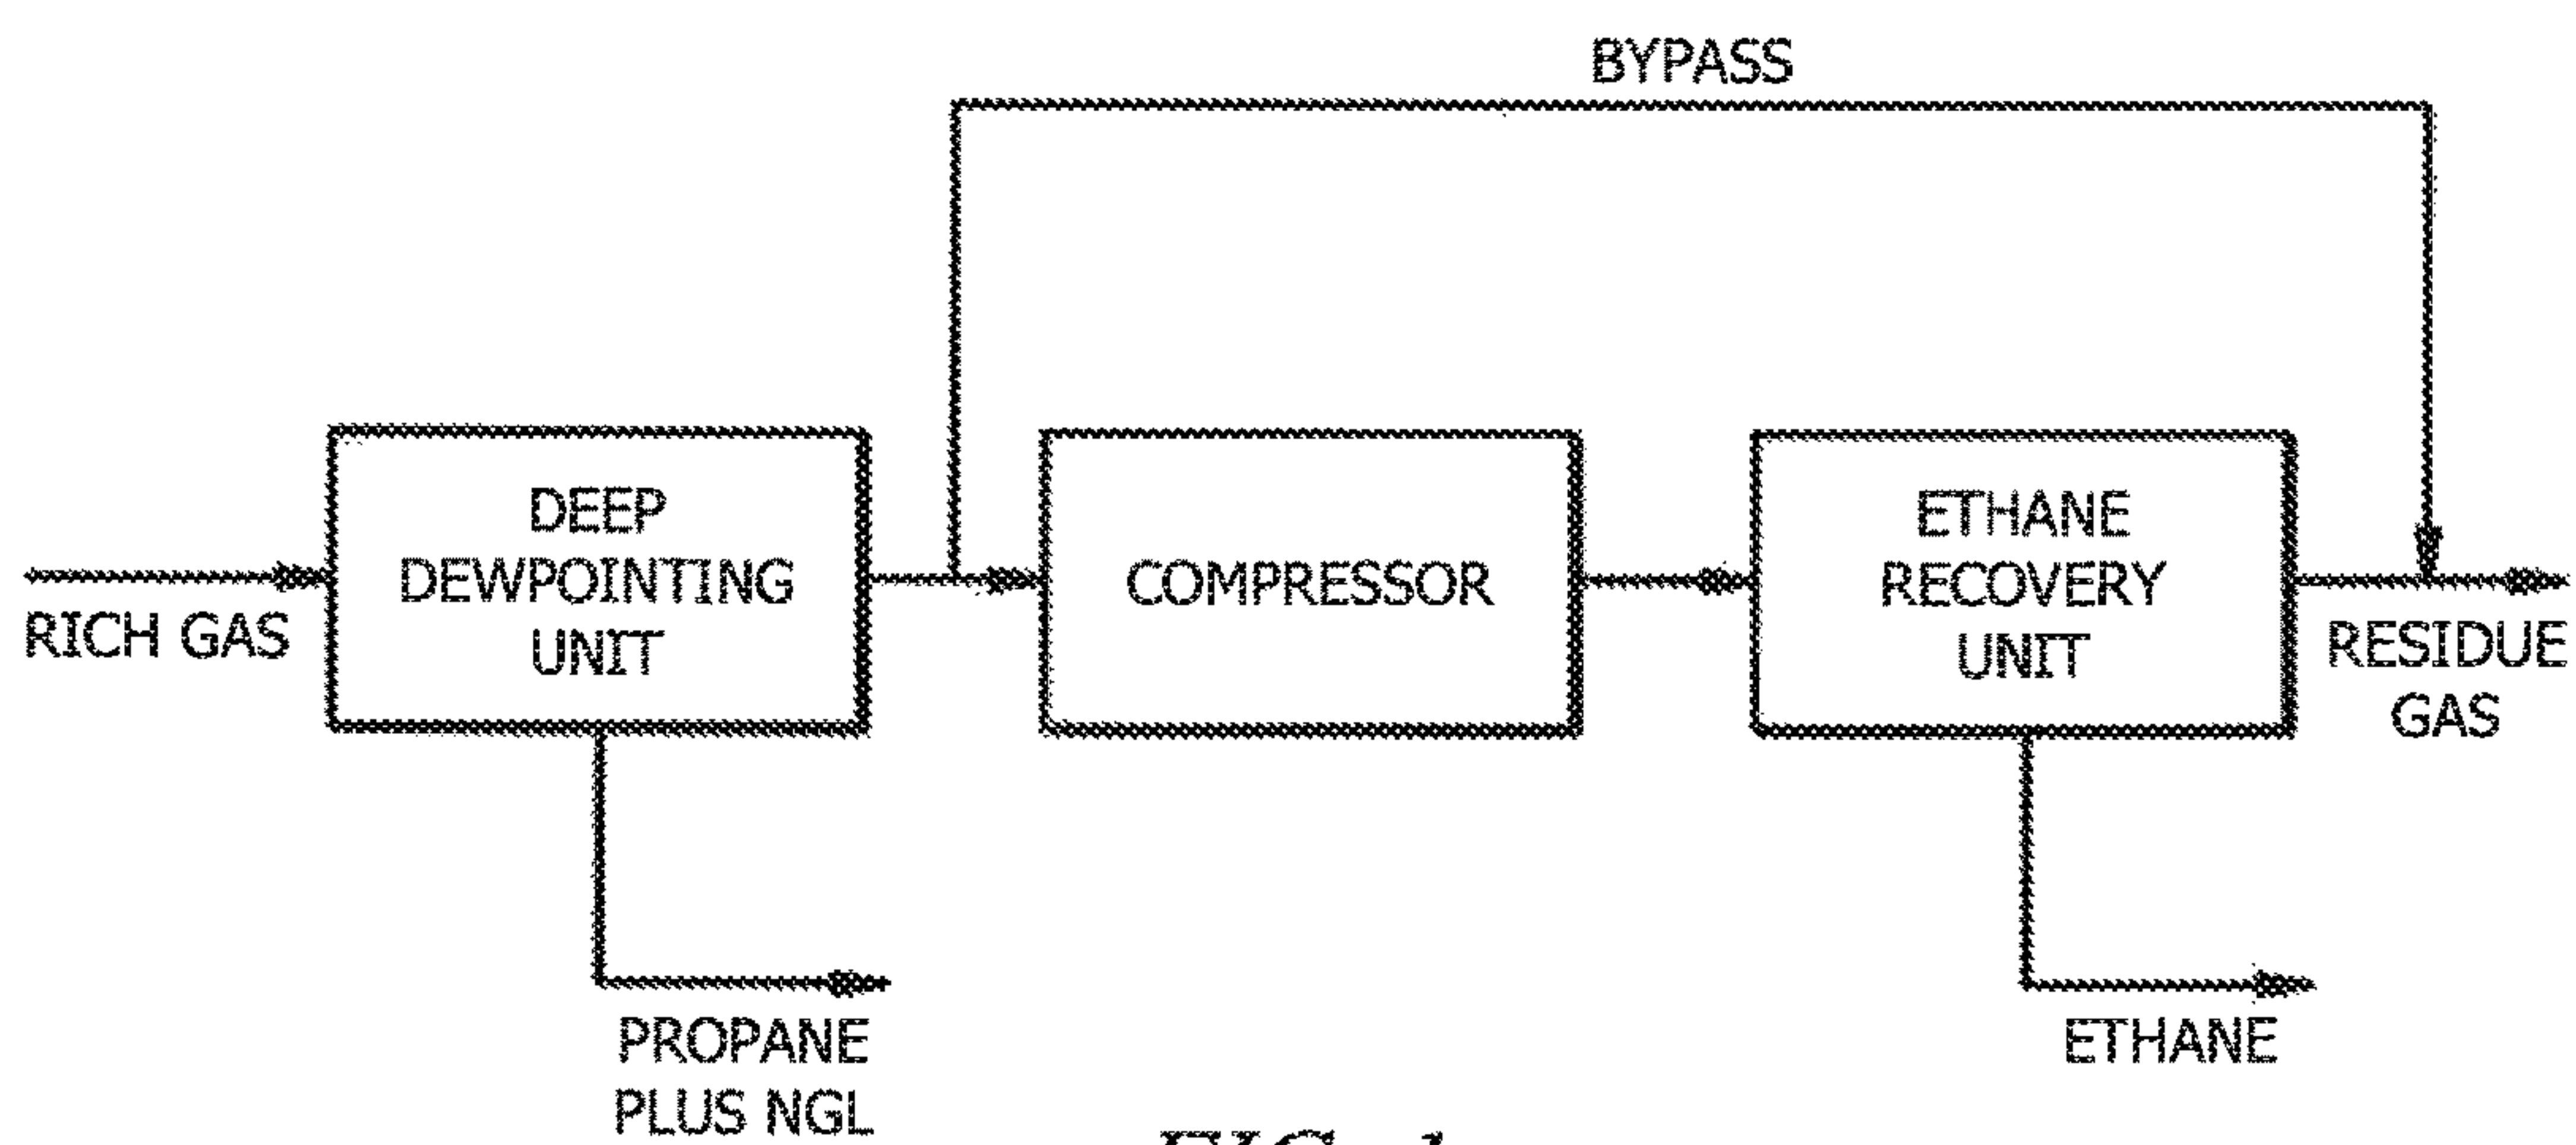 BYPASS
DEEP
DEWPOINTING
UNIT
COMPRESSOR
ETHANE
RECOVERY
UNIT
RICH GAS
RESIDUE
GAS
PROPANE
PLUS NGL
ETHANE